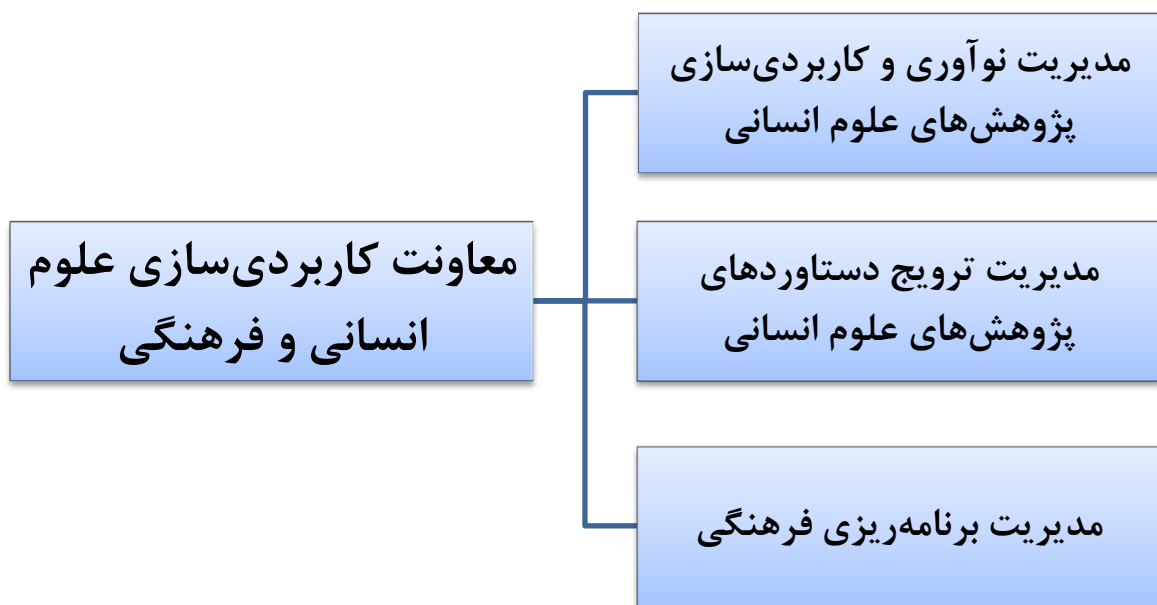 مدیریت نوآوری و کاربردی‌سازی
پژوهش‌های علوم انسانی
معاونت کاربردی‌سازی علوم
انسانی و فرهنگی
مدیریت ترویج دستاوردهای
پژوهش‌های علوم انسانی
مدیریت برنامه‌ریزی فرهنگی